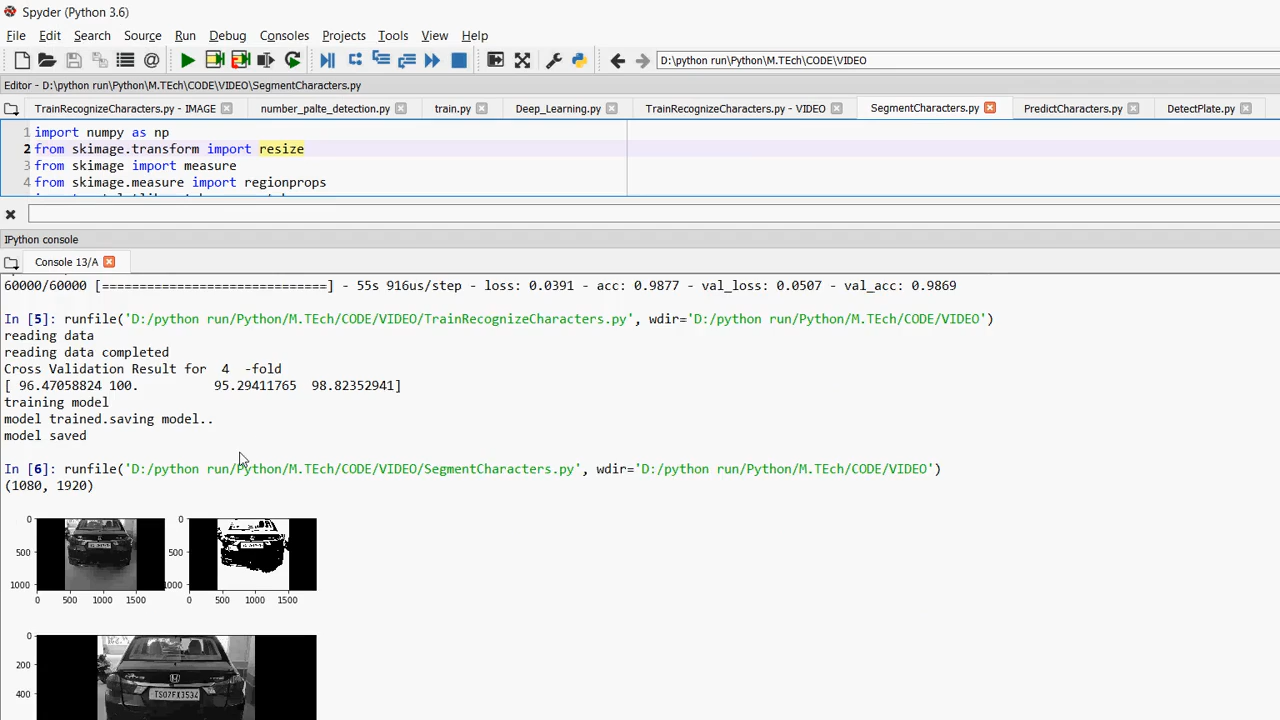 Spyder (Python 3.6)
File Edit Search Source Run Debug Consoles Projects Tools View Help
D:\python run\Python\M.TEch\CODE\VIDEO
Editor - D:\python run\Python\M.TEch\CODE\VIDEO\SegmentCharacters.py
TrainRecognizeCharacters.py - IMAGE number_palte_detection.py train.py Deep_Learning.py TrainRecognizeCharacters.py - VIDEO SegmentCharacters.py PredictCharacters.py DetectPlate.py
1 import numpy as np
2 from skimage.transform import resize
3 from skimage import measure
4 from skimage.measure import regionprops
IPython console
Console 13/A
60000/60000 [==============================] - 55s 916us/step - loss: 0.0391 - acc: 0.9877 - val_loss: 0.0507 - val_acc: 0.9869
In [5]: runfile('D:/python run/Python/M.TEch/CODE/VIDEO/TrainRecognizeCharacters.py', wdir='D:/python run/Python/M.TEch/CODE/VIDEO')
reading data
reading data completed
Cross Validation Result for 4 -fold
[ 96.47058824 100. 95.29411765 98.82352941]
training model
model trained.saving model..
model saved
In [6]: runfile('D:/python run/Python/M.TEch/CODE/VIDEO/SegmentCharacters.py', wdir='D:/python run/Python/M.TEch/CODE/VIDEO')
(1080, 1920)
0 0
500 500
1000 1000
0 500 1000 1500 0 500 1000 1500
0
200
400